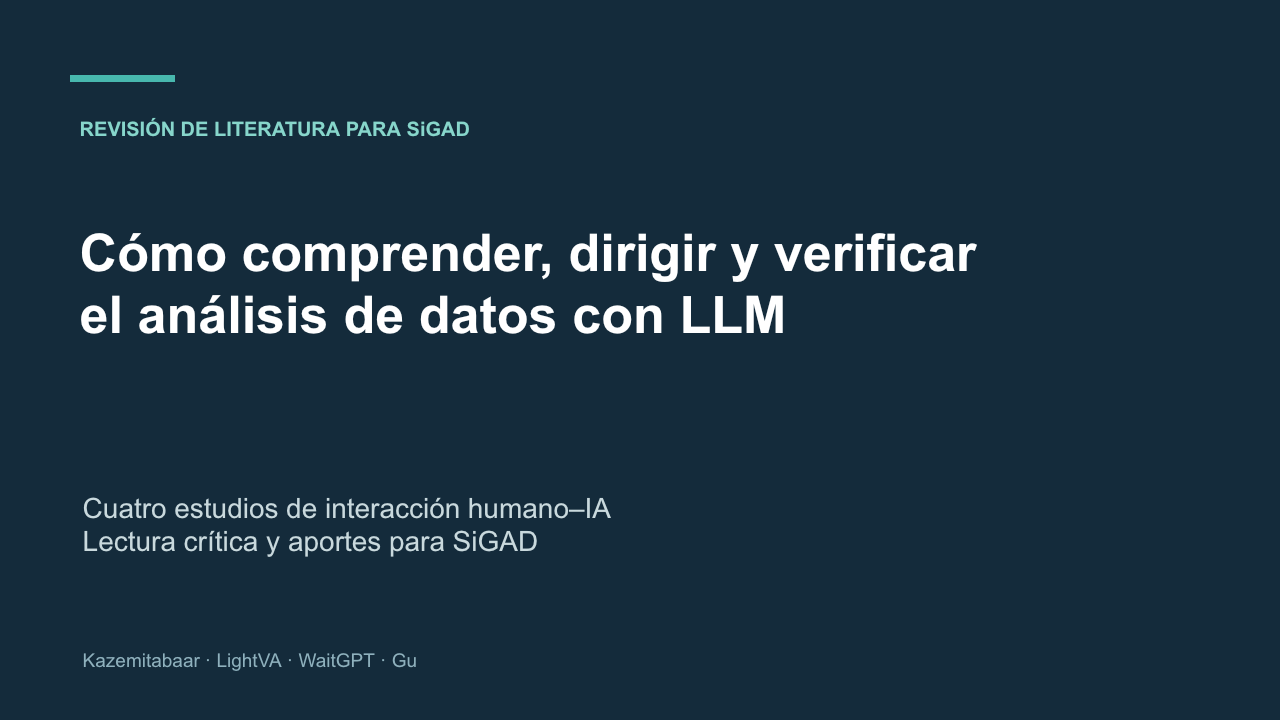 REVISIÓN DE LITERATURA PARA SiGAD
Cómo comprender, dirigir y verificar
el análisis de datos con LLM
Cuatro estudios de interacción humano–IA
Lectura crítica y aportes para SiGAD
Kazemitabaar · LightVA · WaitGPT · Gu